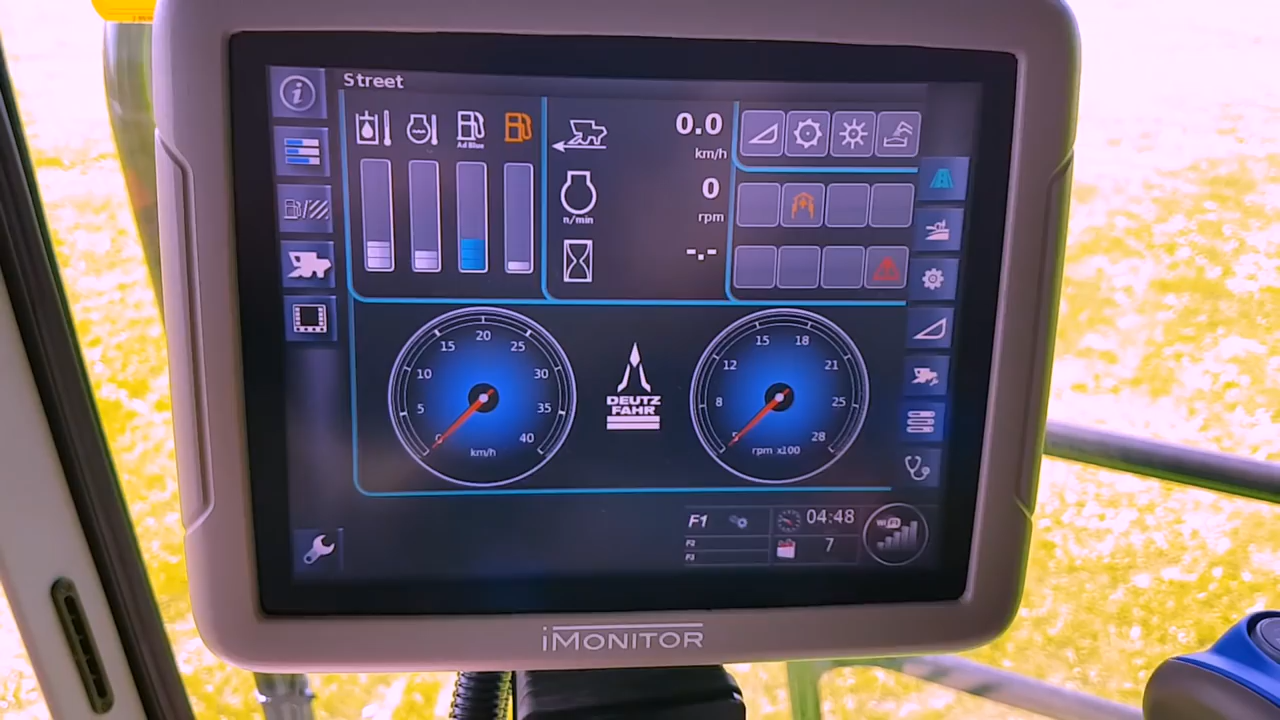 Street
Ad Blue
0.0
km/h
0
n/min
rpm
-.-
0
5
10
15
20
25
30
35
40
km/h
DEUTZ
FAHR
5
8
12
15
18
21
25
28
rpm x100
F1
04:48
F2
7
F3
Wi Fi
iMONITOR